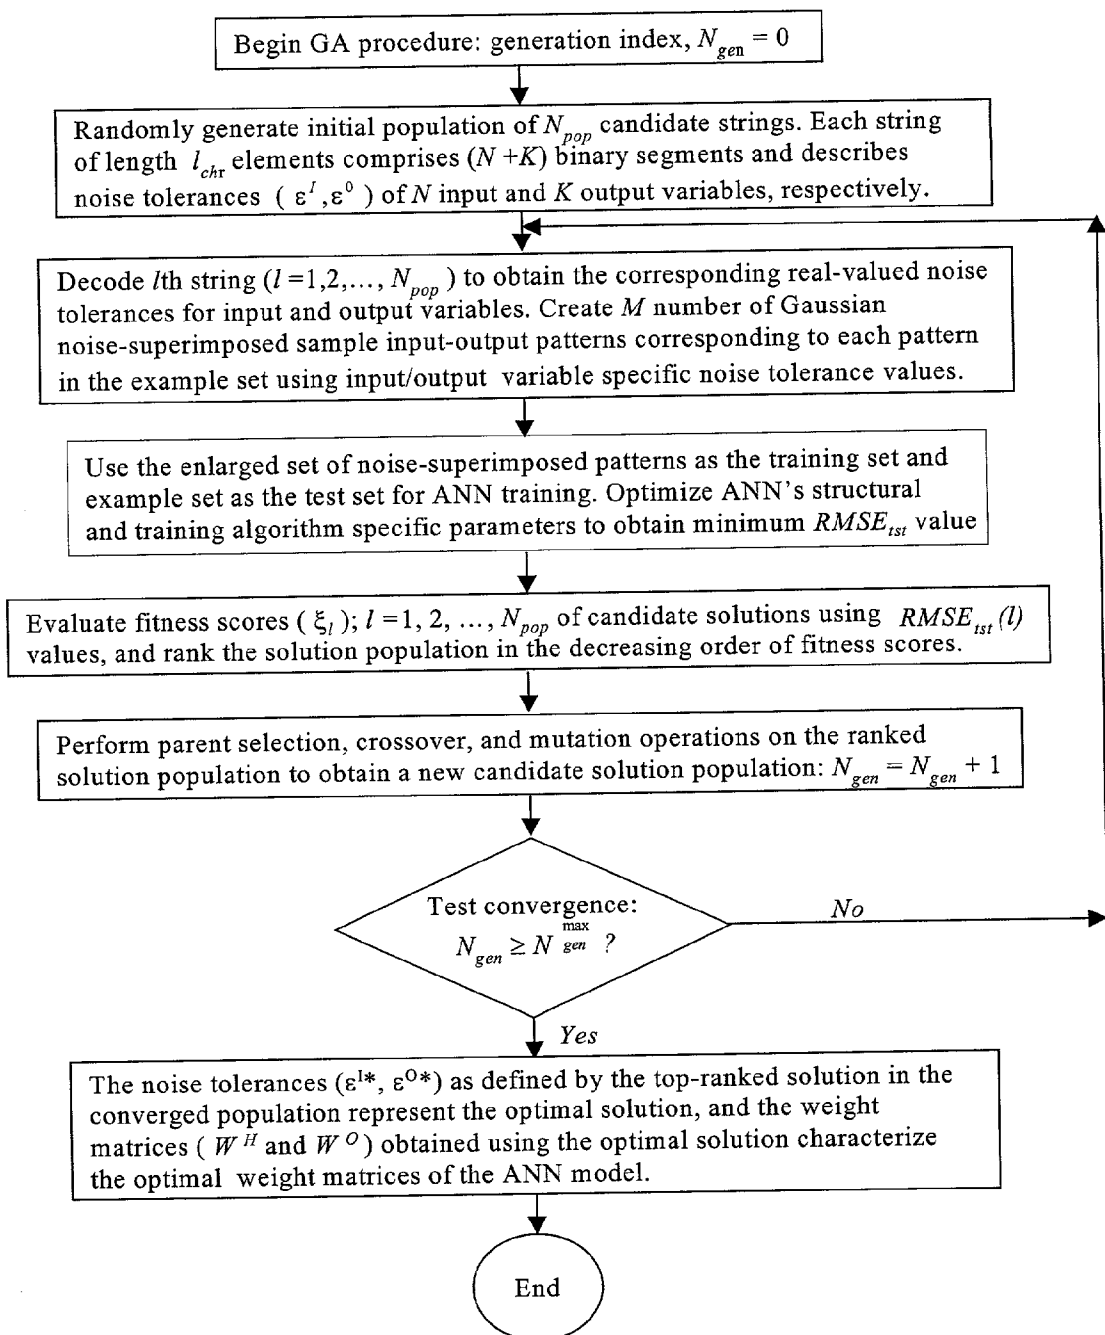 Begin GA procedure: generation index, N_gen = 0
Randomly generate initial population of N_pop candidate strings. Each string
of length l_chr elements comprises (N +K) binary segments and describes
noise tolerances ( ε^I ,ε^0 ) of N input and K output variables, respectively.
Decode lth string (l =1,2,..., N_pop ) to obtain the corresponding real-valued noise
tolerances for input and output variables. Create M number of Gaussian
noise-superimposed sample input-output patterns corresponding to each pattern
in the example set using input/output variable specific noise tolerance values.
Use the enlarged set of noise-superimposed patterns as the training set and
example set as the test set for ANN training. Optimize ANN's structural
and training algorithm specific parameters to obtain minimum RMSE_tst value
Evaluate fitness scores ( ξ_l ); l = 1, 2, ..., N_pop of candidate solutions using RMSE_tst (l)
values, and rank the solution population in the decreasing order of fitness scores.
Perform parent selection, crossover, and mutation operations on the ranked
solution population to obtain a new candidate solution population: N_gen = N_gen + 1
Test convergence:
N_gen ≥ N_gen^max ?
No
Yes
The noise tolerances (ε^I*, ε^O*) as defined by the top-ranked solution in the
converged population represent the optimal solution, and the weight
matrices ( W^H and W^O ) obtained using the optimal solution characterize
the optimal weight matrices of the ANN model.
End